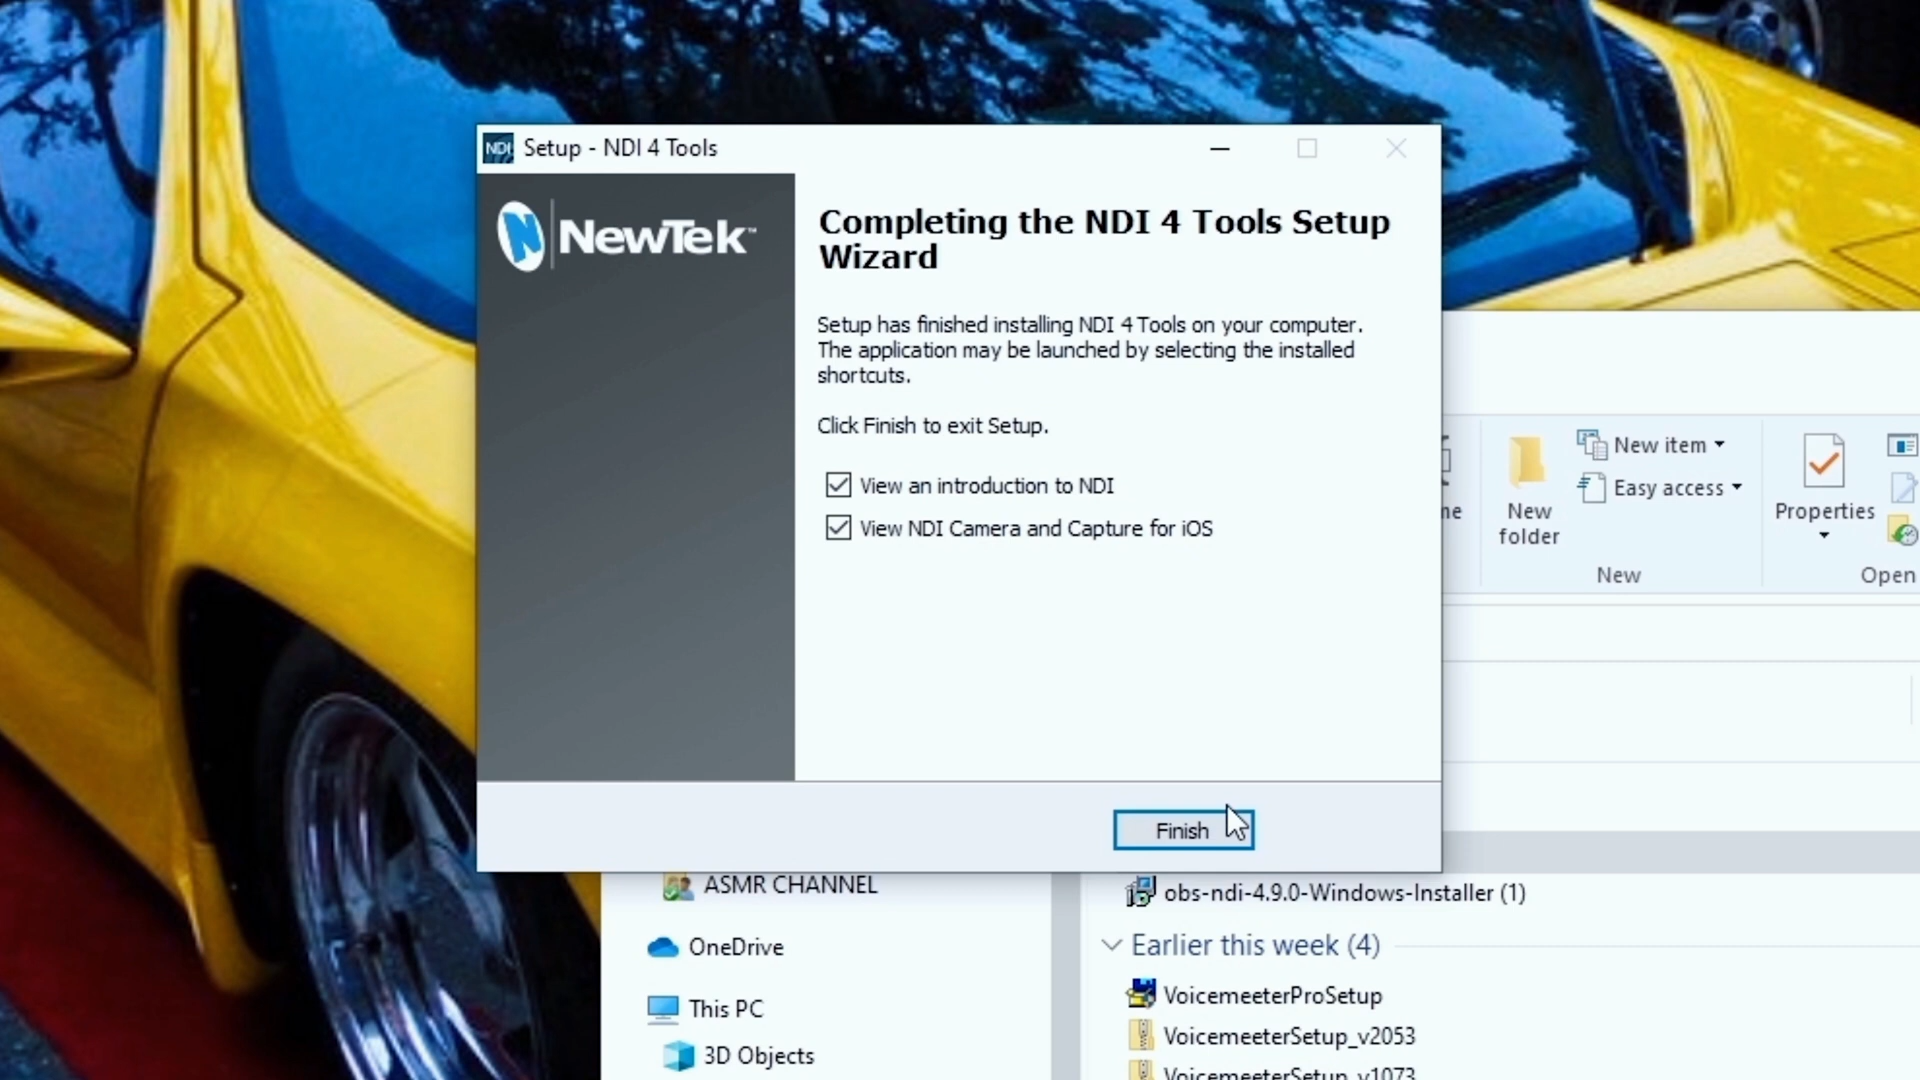 NDI Setup - NDI 4 Tools
N NewTek™
Completing the NDI 4 Tools Setup
Wizard
Setup has finished installing NDI 4 Tools on your computer.
The application may be launched by selecting the installed
shortcuts.
Click Finish to exit Setup.
View an introduction to NDI
View NDI Camera and Capture for iOS
Finish
New item
Easy access
New
folder
New
Properties
Open
ASMR CHANNEL
OneDrive
This PC
3D Objects
obs-ndi-4.9.0-Windows-Installer (1)
Earlier this week (4)
VoicemeeterProSetup
VoicemeeterSetup_v2053
VoicemeeterSetup_v1073